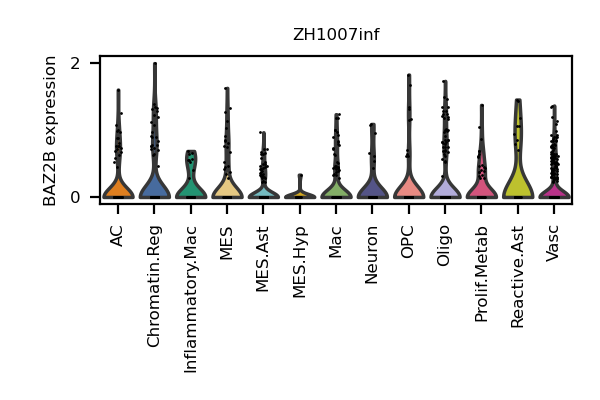 ZH1007inf
BAZ2B expression
2
0
AC
Chromatin.Reg
Inflammatory.Mac
MES
MES.Ast
MES.Hyp
Mac
Neuron
OPC
Oligo
Prolif.Metab
Reactive.Ast
Vasc